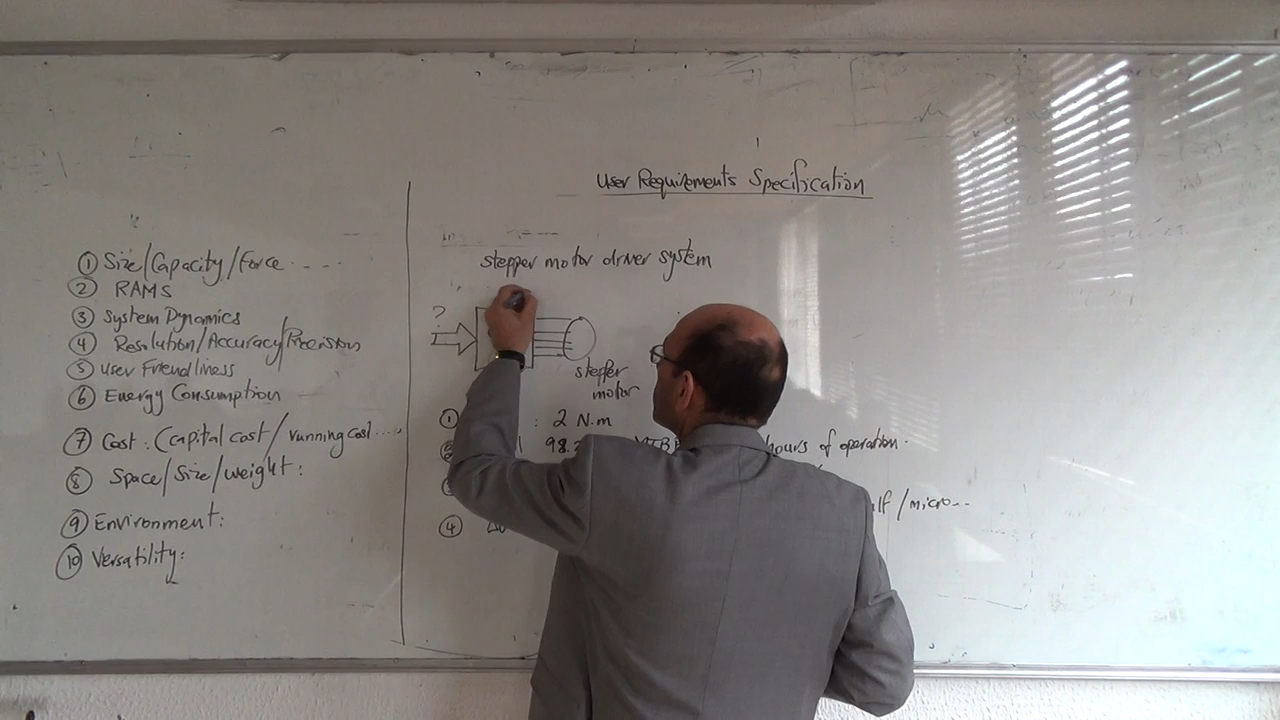 User Requirements Specification
① Size/Capacity/Force ....
② RAMS
③ System Dynamics
④ Resolution/Accuracy/Precision
⑤ User Friendliness
⑥ Energy Consumption
⑦ Cost: (capital cost/running cost.....
⑧ Space/Size/weight:
⑨ Environment:
⑩ Versatility:
stepper motor driver system
?
stepper
motor
① : 2 N.m
98. hours of operation.
/micro...
④